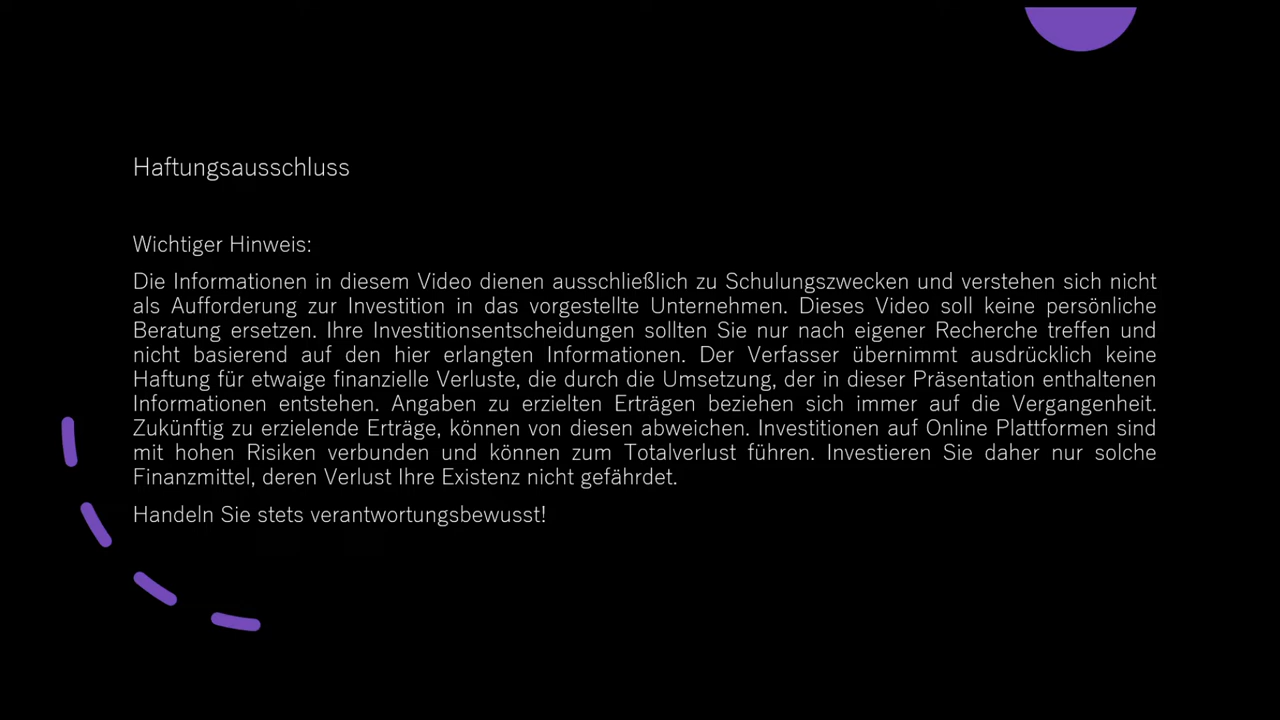 Haftungsausschluss
Wichtiger Hinweis:
Die Informationen in diesem Video dienen ausschließlich zu Schulungszwecken und verstehen sich nicht
als Aufforderung zur Investition in das vorgestellte Unternehmen. Dieses Video soll keine persönliche
Beratung ersetzen. Ihre Investitionsentscheidungen sollten Sie nur nach eigener Recherche treffen und
nicht basierend auf den hier erlangten Informationen. Der Verfasser übernimmt ausdrücklich keine
Haftung für etwaige finanzielle Verluste, die durch die Umsetzung, der in dieser Präsentation enthaltenen
Informationen entstehen. Angaben zu erzielten Erträgen beziehen sich immer auf die Vergangenheit.
Zukünftig zu erzielende Erträge, können von diesen abweichen. Investitionen auf Online Plattformen sind
mit hohen Risiken verbunden und können zum Totalverlust führen. Investieren Sie daher nur solche
Finanzmittel, deren Verlust Ihre Existenz nicht gefährdet.
Handeln Sie stets verantwortungsbewusst!